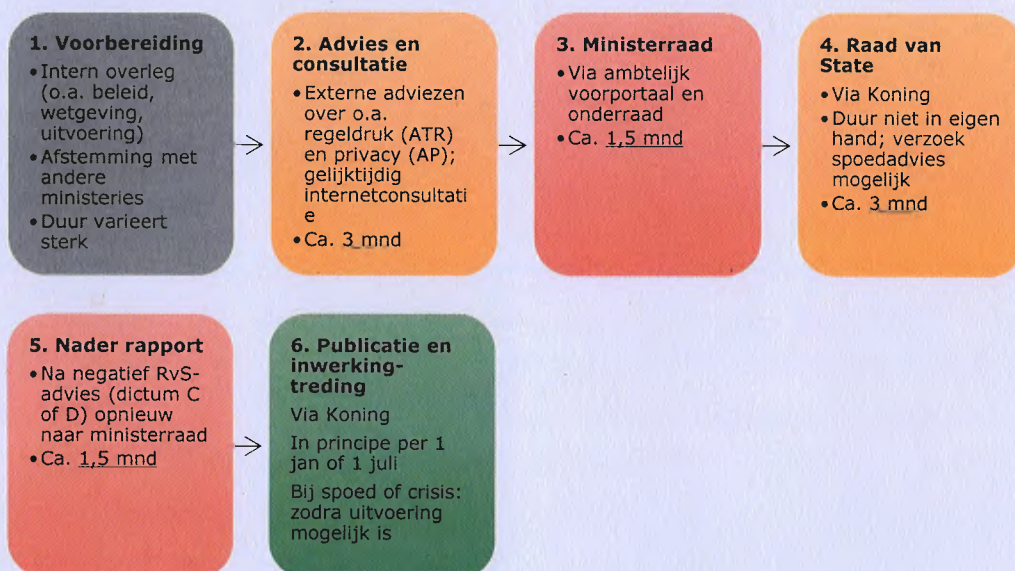 1. Voorbereiding
• Intern overleg
(o.a. beleid,
wetgeving,
uitvoering)
• Afstemming met
andere
ministeries
• Duur varieert
sterk
2. Advies en
consultatie
• Externe adviezen
over o.a.
regeldruk (ATR)
en privacy (AP);
gelijktijdig
internetconsultati
e
• Ca. 3 mnd
3. Ministerraad
• Via ambtelijk
voorportaal en
onderraad
• Ca. 1,5 mnd
4. Raad van
State
• Via Koning
• Duur niet in eigen
hand; verzoek
spoedadvies
mogelijk
• Ca. 3 mnd
5. Nader rapport
• Na negatief RvS-
advies (dictum C
of D) opnieuw
naar ministerraad
• Ca. 1,5 mnd
6. Publicatie en
inwerking-
treding
Via Koning
In principe per 1
jan of 1 juli
Bij spoed of crisis:
zodra uitvoering
mogelijk is